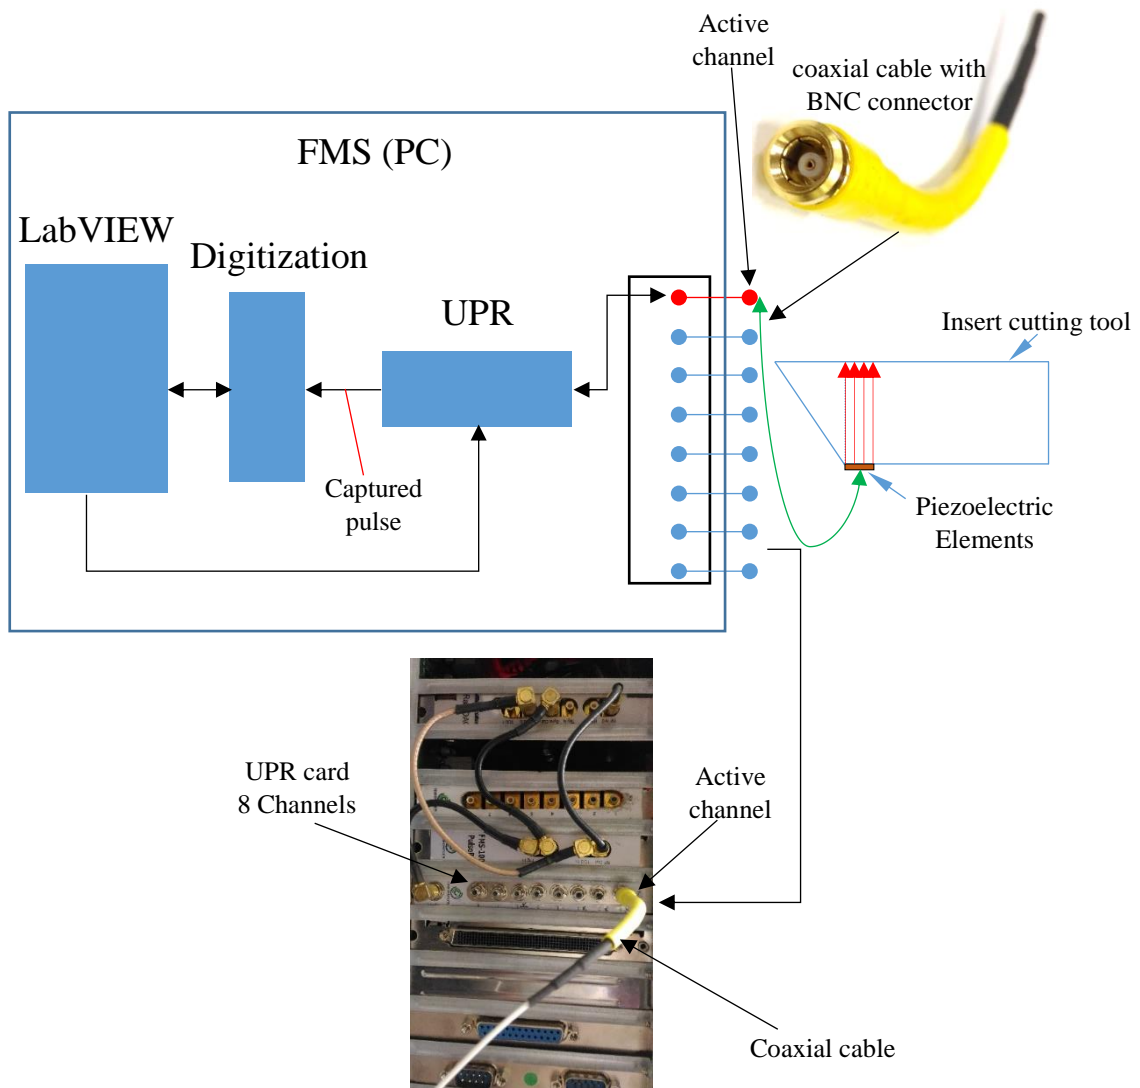 Active
channel
coaxial cable with
BNC connector
FMS (PC)
LabVIEW
Digitization
UPR
Insert cutting tool
Captured
pulse
Piezoelectric
Elements
UPR card
8 Channels
Active
channel
Coaxial cable